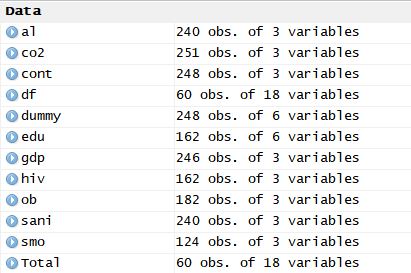 Data
al 240 obs. of 3 variables
co2 251 obs. of 3 variables
cont 248 obs. of 3 variables
df 60 obs. of 18 variables
dummy 248 obs. of 6 variables
edu 162 obs. of 6 variables
gdp 246 obs. of 3 variables
hiv 162 obs. of 3 variables
ob 182 obs. of 3 variables
sani 240 obs. of 3 variables
smo 124 obs. of 3 variables
Total 60 obs. of 18 variables